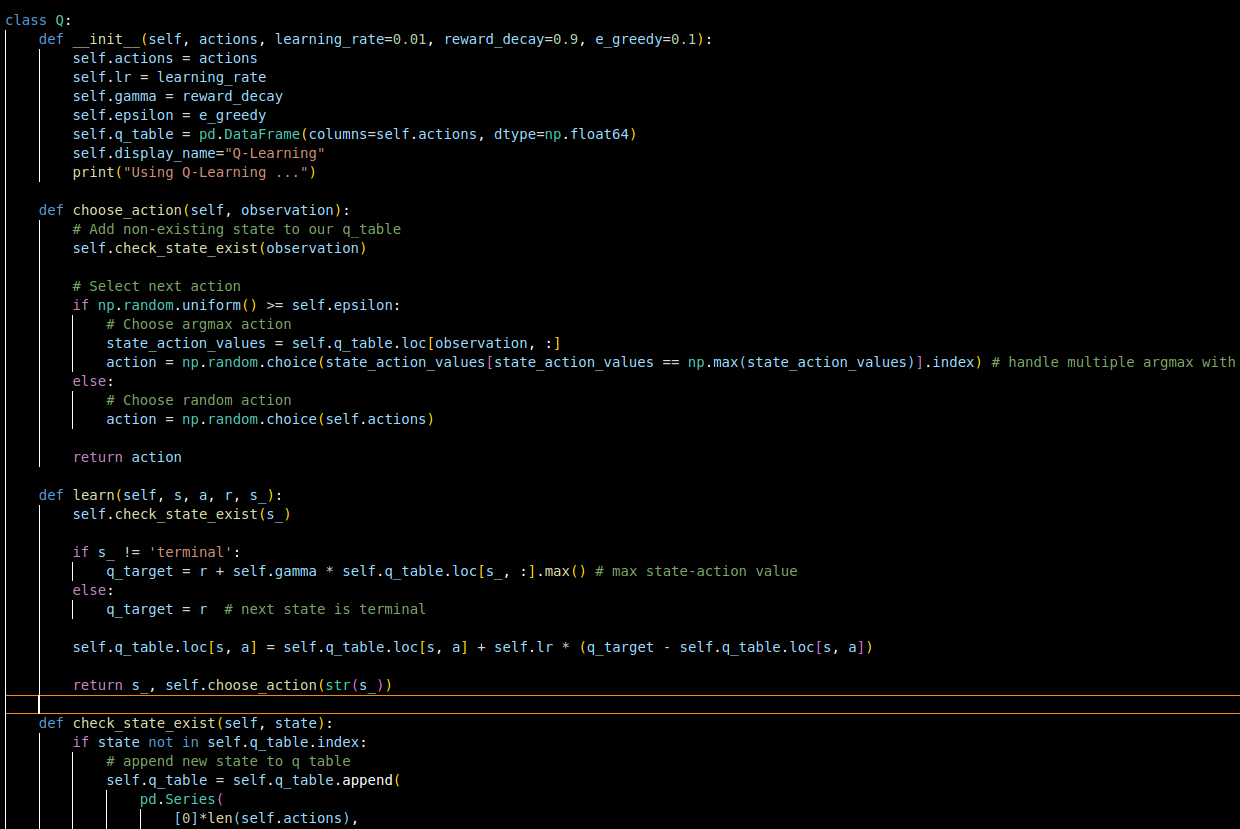 class Q:
    def __init__(self, actions, learning_rate=0.01, reward_decay=0.9, e_greedy=0.1):
        self.actions = actions
        self.lr = learning_rate
        self.gamma = reward_decay
        self.epsilon = e_greedy
        self.q_table = pd.DataFrame(columns=self.actions, dtype=np.float64)
        self.display_name="Q-Learning"
        print("Using Q-Learning ...")

    def choose_action(self, observation):
        # Add non-existing state to our q_table
        self.check_state_exist(observation)

        # Select next action
        if np.random.uniform() >= self.epsilon:
            # Choose argmax action
            state_action_values = self.q_table.loc[observation, :]
            action = np.random.choice(state_action_values[state_action_values == np.max(state_action_values)].index) # handle multiple argmax with
        else:
            # Choose random action
            action = np.random.choice(self.actions)

        return action

    def learn(self, s, a, r, s_):
        self.check_state_exist(s_)

        if s_ != 'terminal':
            q_target = r + self.gamma * self.q_table.loc[s_, :].max() # max state-action value
        else:
            q_target = r  # next state is terminal

        self.q_table.loc[s, a] = self.q_table.loc[s, a] + self.lr * (q_target - self.q_table.loc[s, a])

        return s_, self.choose_action(str(s_))

    def check_state_exist(self, state):
        if state not in self.q_table.index:
            # append new state to q table
            self.q_table = self.q_table.append(
                pd.Series(
                    [0]*len(self.actions),